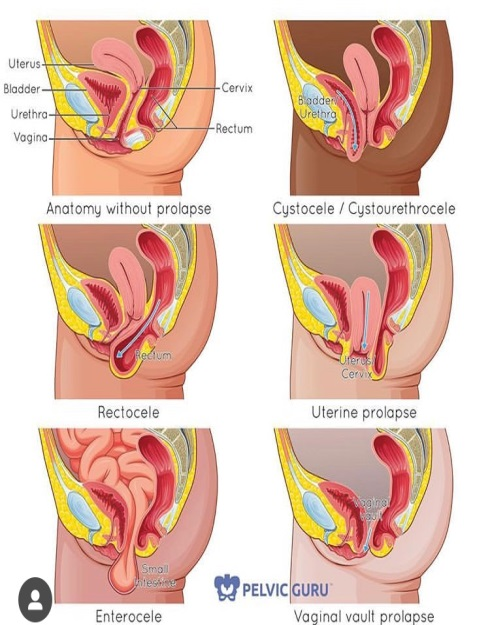 Uterus
Bladder
Urethra
Vagina
Cervix
Rectum
Anatomy without prolapse
Bladder/
Urethra
Cystocele / Cystourethrocele
Rectum
Rectocele
Uterus/
Cervix
Uterine prolapse
Small
Intestine
Enterocele
Vaginal
Vault
PELVIC GURU
Vaginal vault prolapse